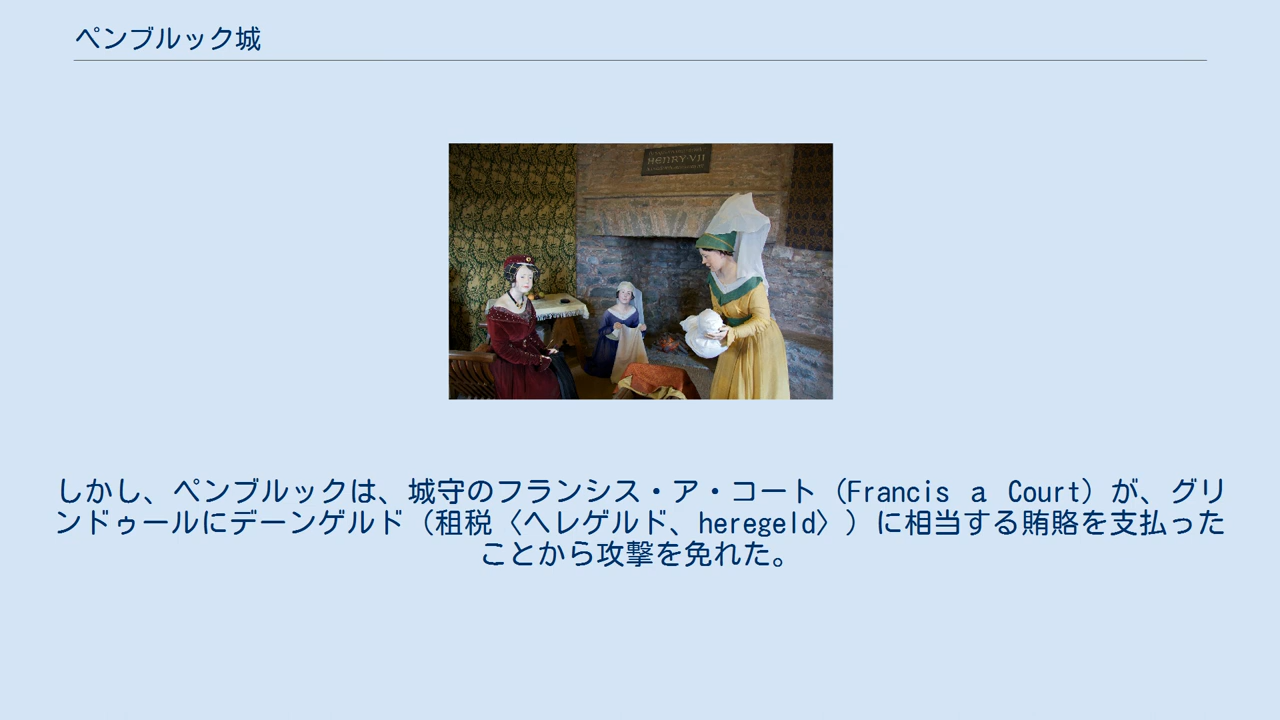 ペンブルック城
HENRY VII
しかし、ペンブルックは、城守のフランシス・ア・コート（Francis a Court）が、グリ
ンドゥールにデーンゲルド（租税〈ヘレゲルド、heregeld〉）に相当する賄賂を支払った
ことから攻撃を免れた。